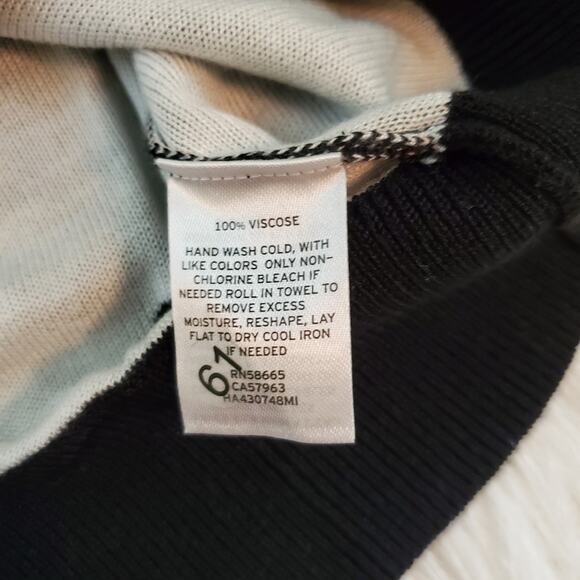 100% VISCOSE
HAND WASH COLD, WITH
LIKE COLORS ONLY NON-
CHLORINE BLEACH IF
NEEDED ROLL IN TOWEL TO
REMOVE EXCESS
MOISTURE, RESHAPE, LAY
FLAT TO DRY COOL IRON
IF NEEDED
61
RN58665
CA57963
HA430748MI